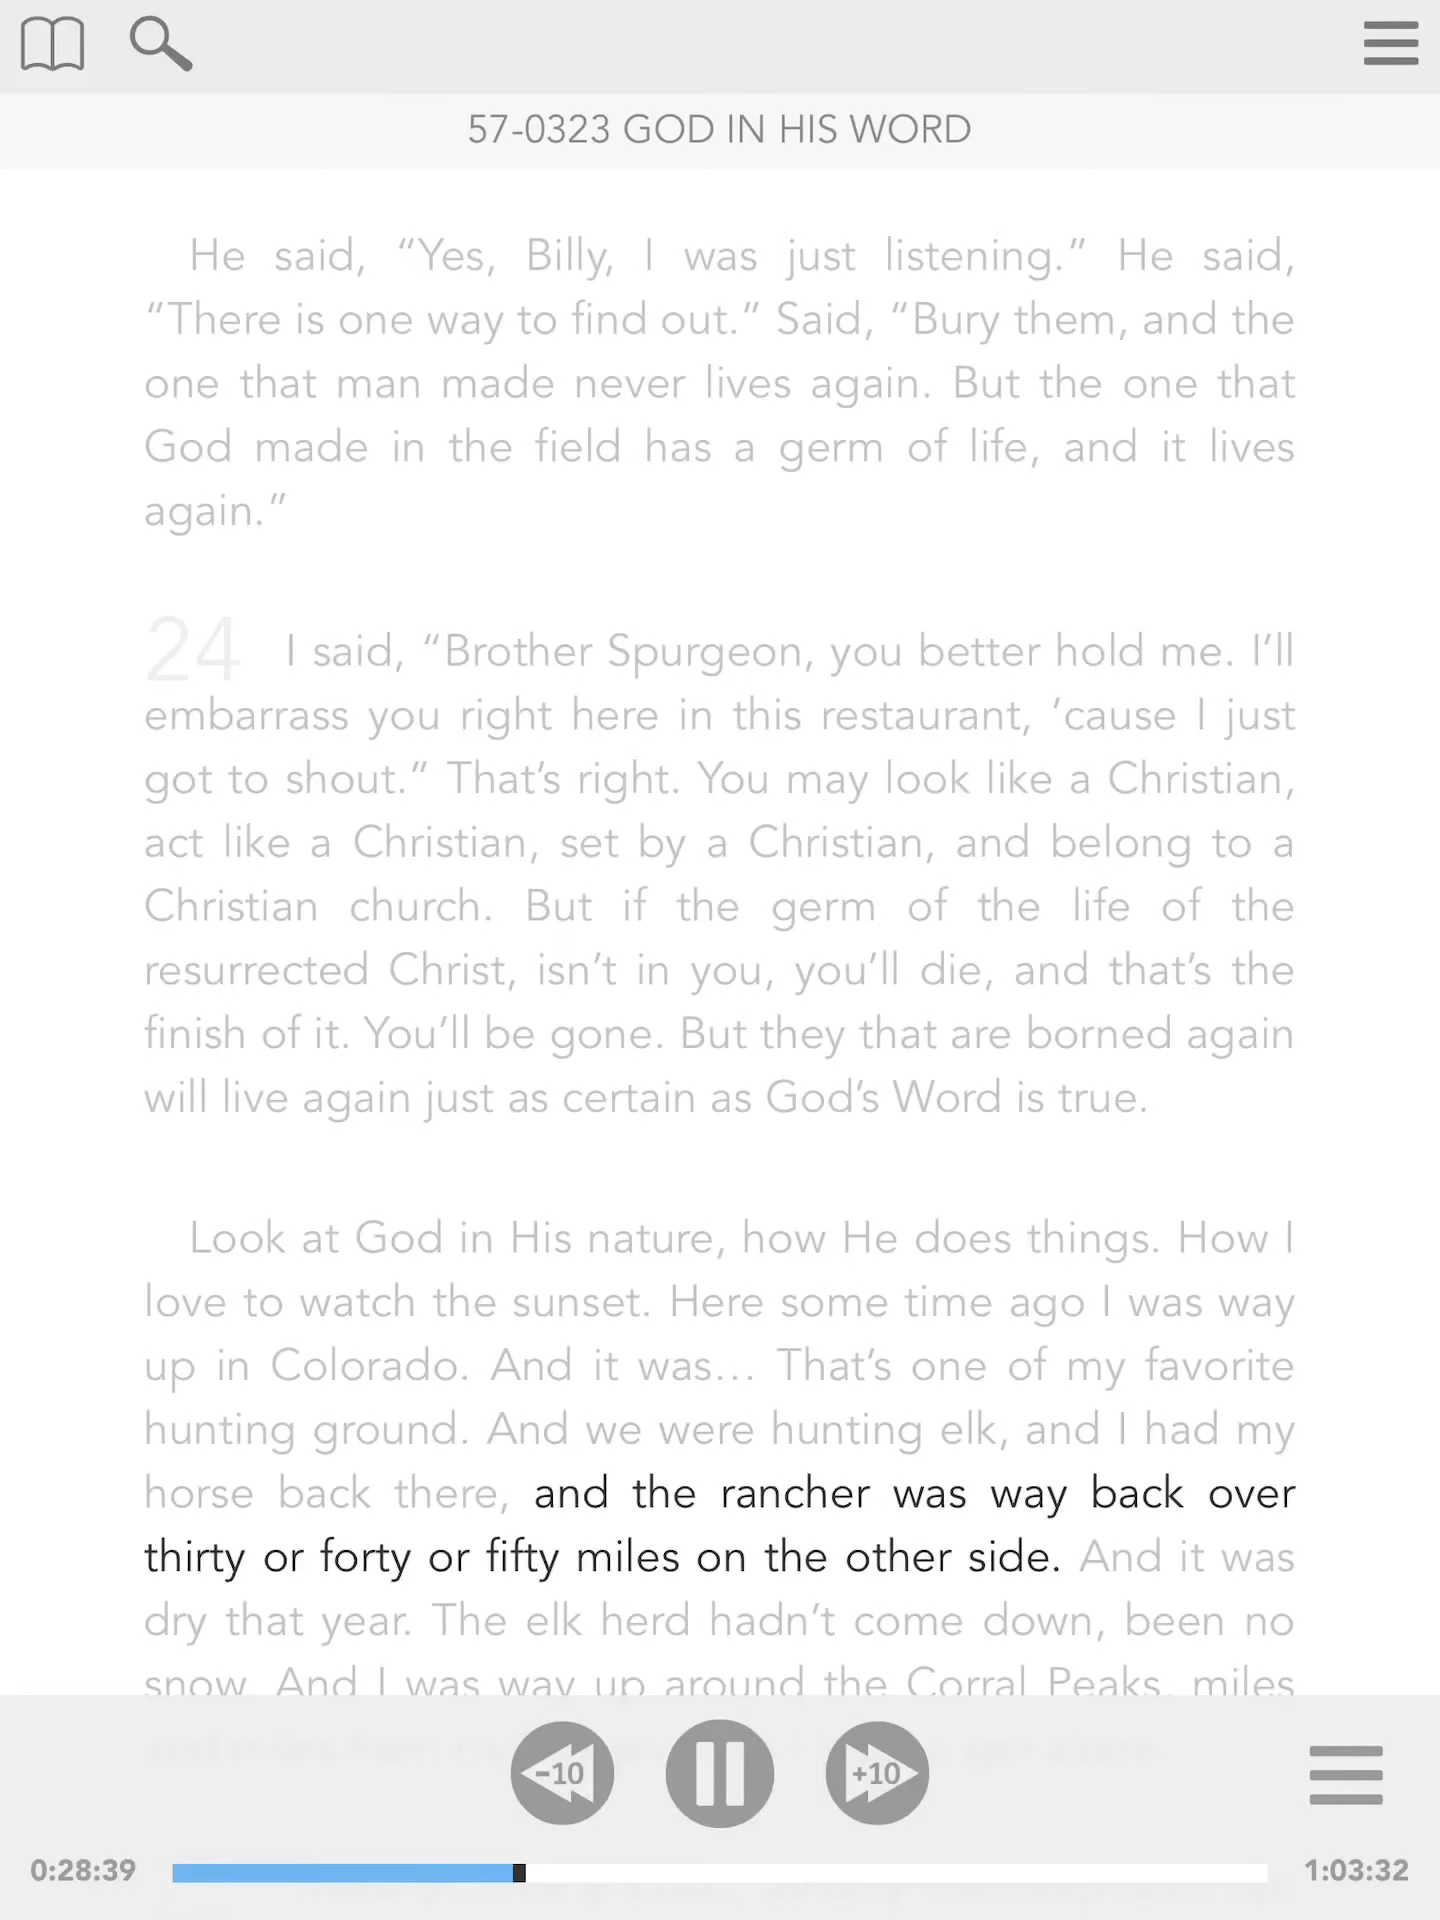 57-0323 GOD IN HIS WORD
He said, “Yes, Billy, I was just listening.” He said,
“There is one way to find out.” Said, “Bury them, and the
one that man made never lives again. But the one that
God made in the field has a germ of life, and it lives
again.”
24 I said, “Brother Spurgeon, you better hold me. I’ll
embarrass you right here in this restaurant, ’cause I just
got to shout.” That’s right. You may look like a Christian,
act like a Christian, set by a Christian, and belong to a
Christian church. But if the germ of the life of the
resurrected Christ, isn’t in you, you’ll die, and that’s the
finish of it. You’ll be gone. But they that are borned again
will live again just as certain as God’s Word is true.
Look at God in His nature, how He does things. How I
love to watch the sunset. Here some time ago I was way
up in Colorado. And it was… That’s one of my favorite
hunting ground. And we were hunting elk, and I had my
horse back there, and the rancher was way back over
thirty or forty or fifty miles on the other side. And it was
dry that year. The elk herd hadn’t come down, been no
snow. And I was way up around the Corral Peaks, miles
-10 +10
0:28:39 1:03:32